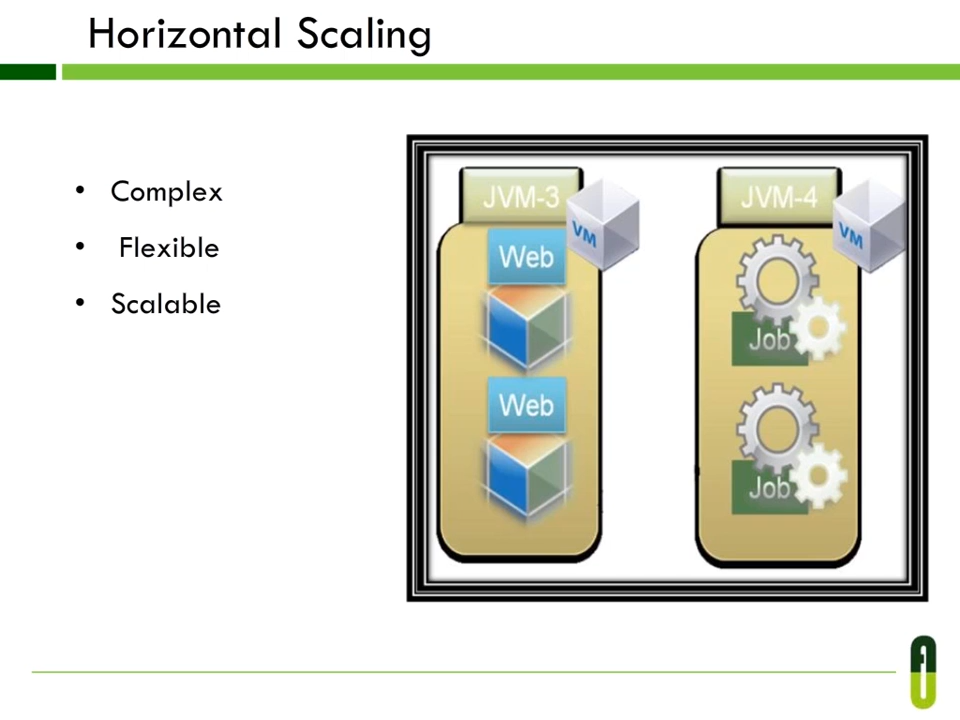 Horizontal Scaling
• Complex
• Flexible
• Scalable
JVM-3
VM
Web
Web
JVM-4
VM
Job
Job